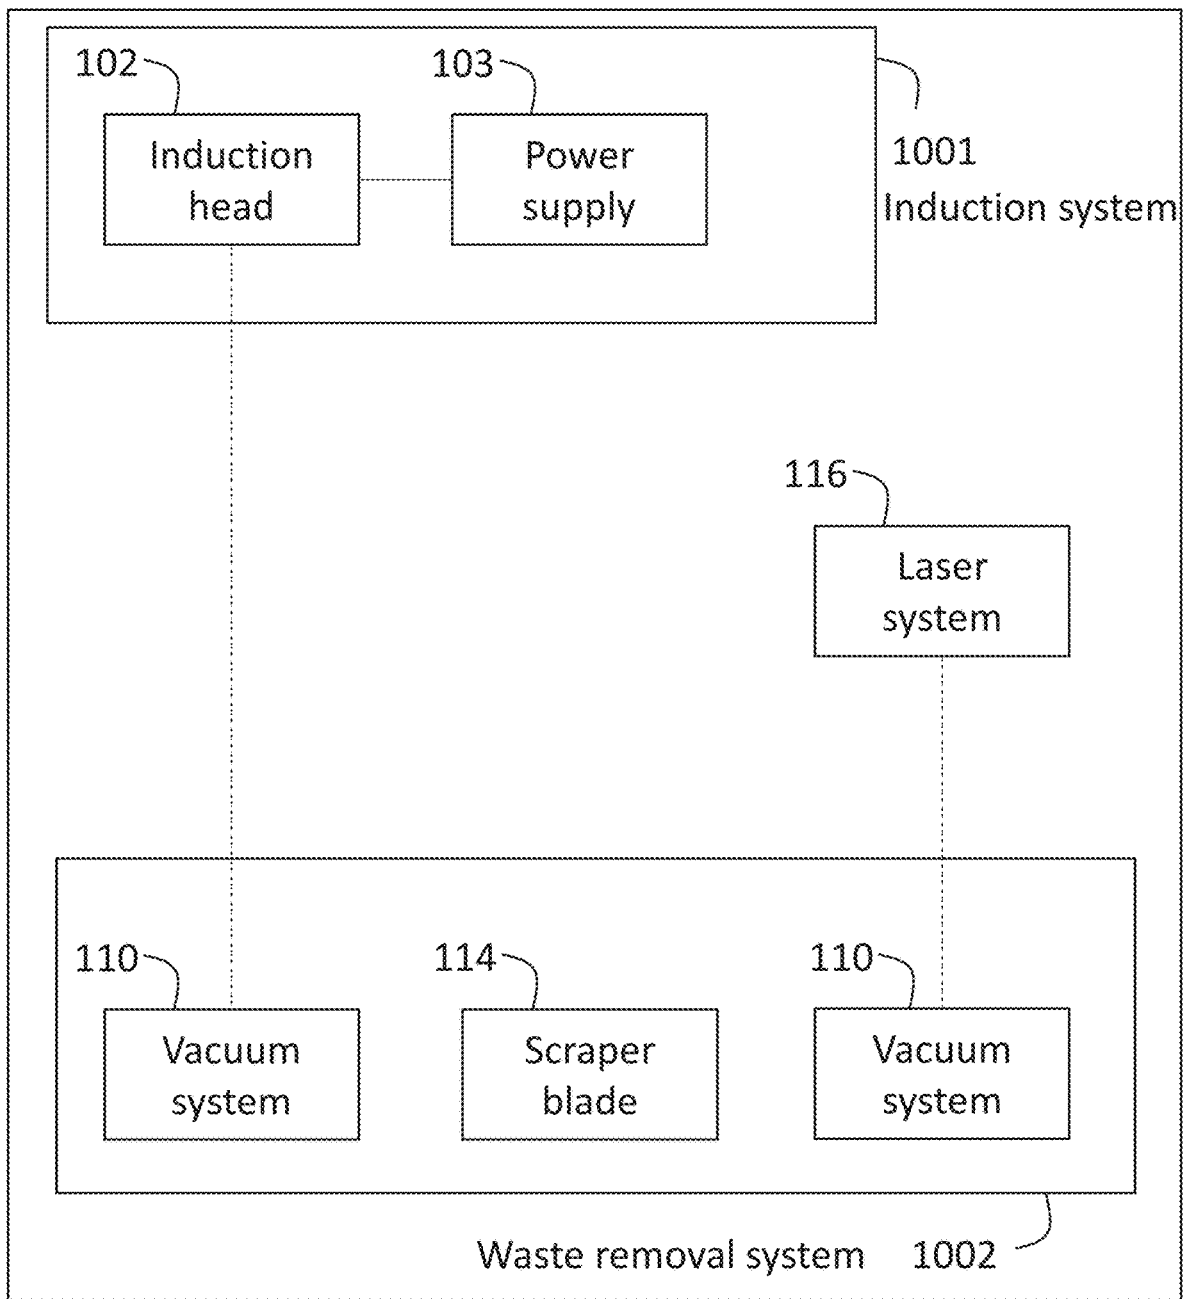 102
103
Induction
head
Power
supply
1001
Induction system
116
Laser
system
110
114
110
Vacuum
system
Scraper
blade
Vacuum
system
Waste removal system 1002